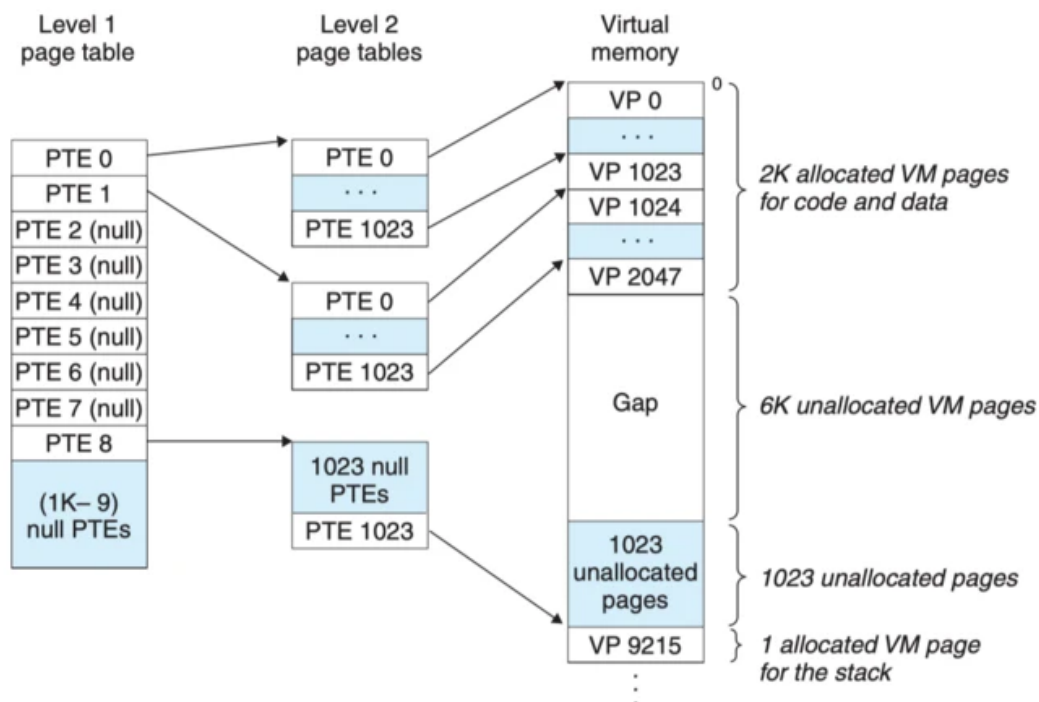 Level 1
page table
Level 2
page tables
Virtual
memory
PTE 0
PTE 1
PTE 2 (null)
PTE 3 (null)
PTE 4 (null)
PTE 5 (null)
PTE 6 (null)
PTE 7 (null)
PTE 8
(1K– 9)
null PTEs
PTE 0
· · ·
PTE 1023
PTE 0
· · ·
PTE 1023
1023 null
PTEs
PTE 1023
0
VP 0
· · ·
VP 1023
VP 1024
· · ·
VP 2047
Gap
1023
unallocated
pages
VP 9215
2K allocated VM pages
for code and data
6K unallocated VM pages
1023 unallocated pages
1 allocated VM page
for the stack